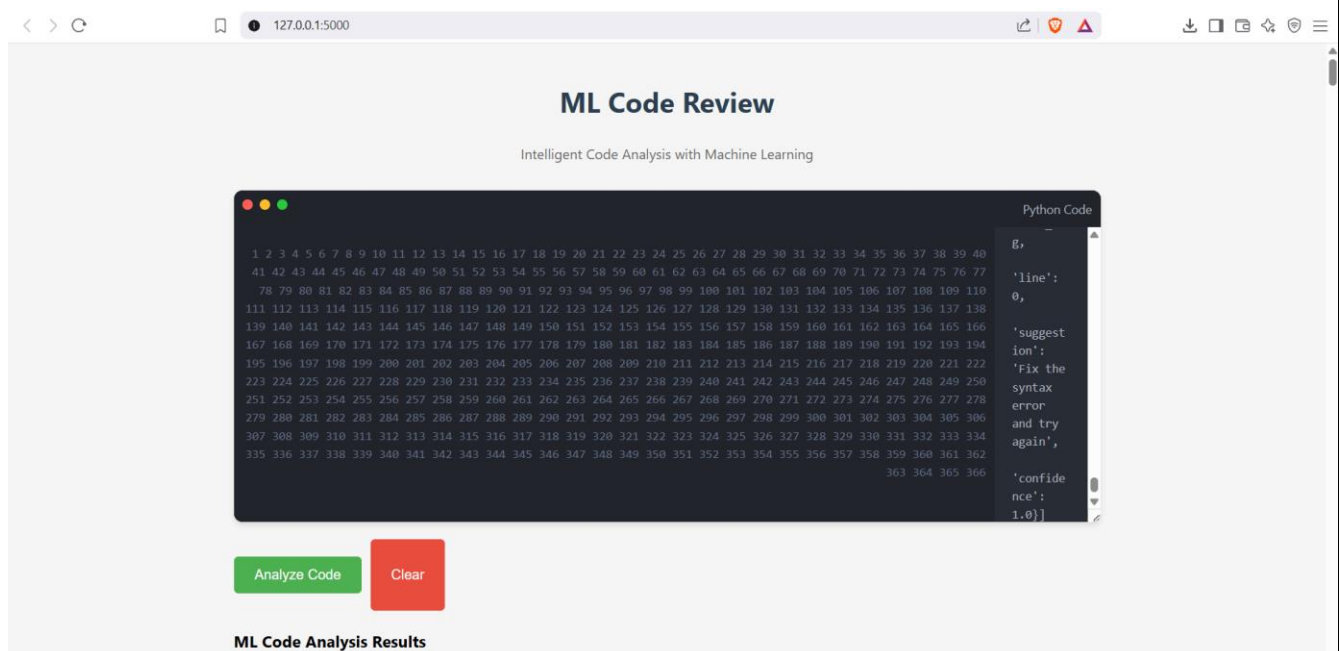 127.0.0.1:5000
ML Code Review
Intelligent Code Analysis with Machine Learning
Python Code
1 2 3 4 5 6 7 8 9 10 11 12 13 14 15 16 17 18 19 20 21 22 23 24 25 26 27 28 29 30 31 32 33 34 35 36 37 38 39 40
41 42 43 44 45 46 47 48 49 50 51 52 53 54 55 56 57 58 59 60 61 62 63 64 65 66 67 68 69 70 71 72 73 74 75 76 77
78 79 80 81 82 83 84 85 86 87 88 89 90 91 92 93 94 95 96 97 98 99 100 101 102 103 104 105 106 107 108 109 110
111 112 113 114 115 116 117 118 119 120 121 122 123 124 125 126 127 128 129 130 131 132 133 134 135 136 137 138
139 140 141 142 143 144 145 146 147 148 149 150 151 152 153 154 155 156 157 158 159 160 161 162 163 164 165 166
167 168 169 170 171 172 173 174 175 176 177 178 179 180 181 182 183 184 185 186 187 188 189 190 191 192 193 194
195 196 197 198 199 200 201 202 203 204 205 206 207 208 209 210 211 212 213 214 215 216 217 218 219 220 221 222
223 224 225 226 227 228 229 230 231 232 233 234 235 236 237 238 239 240 241 242 243 244 245 246 247 248 249 250
251 252 253 254 255 256 257 258 259 260 261 262 263 264 265 266 267 268 269 270 271 272 273 274 275 276 277 278
279 280 281 282 283 284 285 286 287 288 289 290 291 292 293 294 295 296 297 298 299 300 301 302 303 304 305 306
307 308 309 310 311 312 313 314 315 316 317 318 319 320 321 322 323 324 325 326 327 328 329 330 331 332 333 334
335 336 337 338 339 340 341 342 343 344 345 346 347 348 349 350 351 352 353 354 355 356 357 358 359 360 361 362
363 364 365 366
g,
'line':
0,
'suggest
ion':
'Fix the
syntax
error
and try
again',
'confide
nce':
1.0}]
Analyze Code
Clear
ML Code Analysis Results